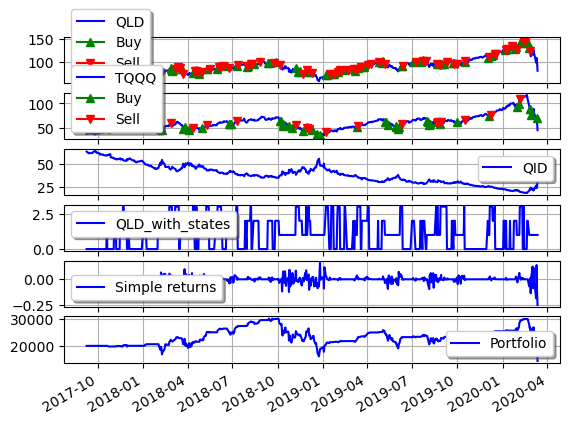 QLD
Buy
Sell
150
100
TQQQ
Buy
Sell
100
50
QID
50
25
QLD_with_states
2.5
0.0
Simple returns
0.00
−0.25
Portfolio
30000
20000
2017-10
2018-01
2018-04
2018-07
2018-10
2019-01
2019-04
2019-07
2019-10
2020-01
2020-04